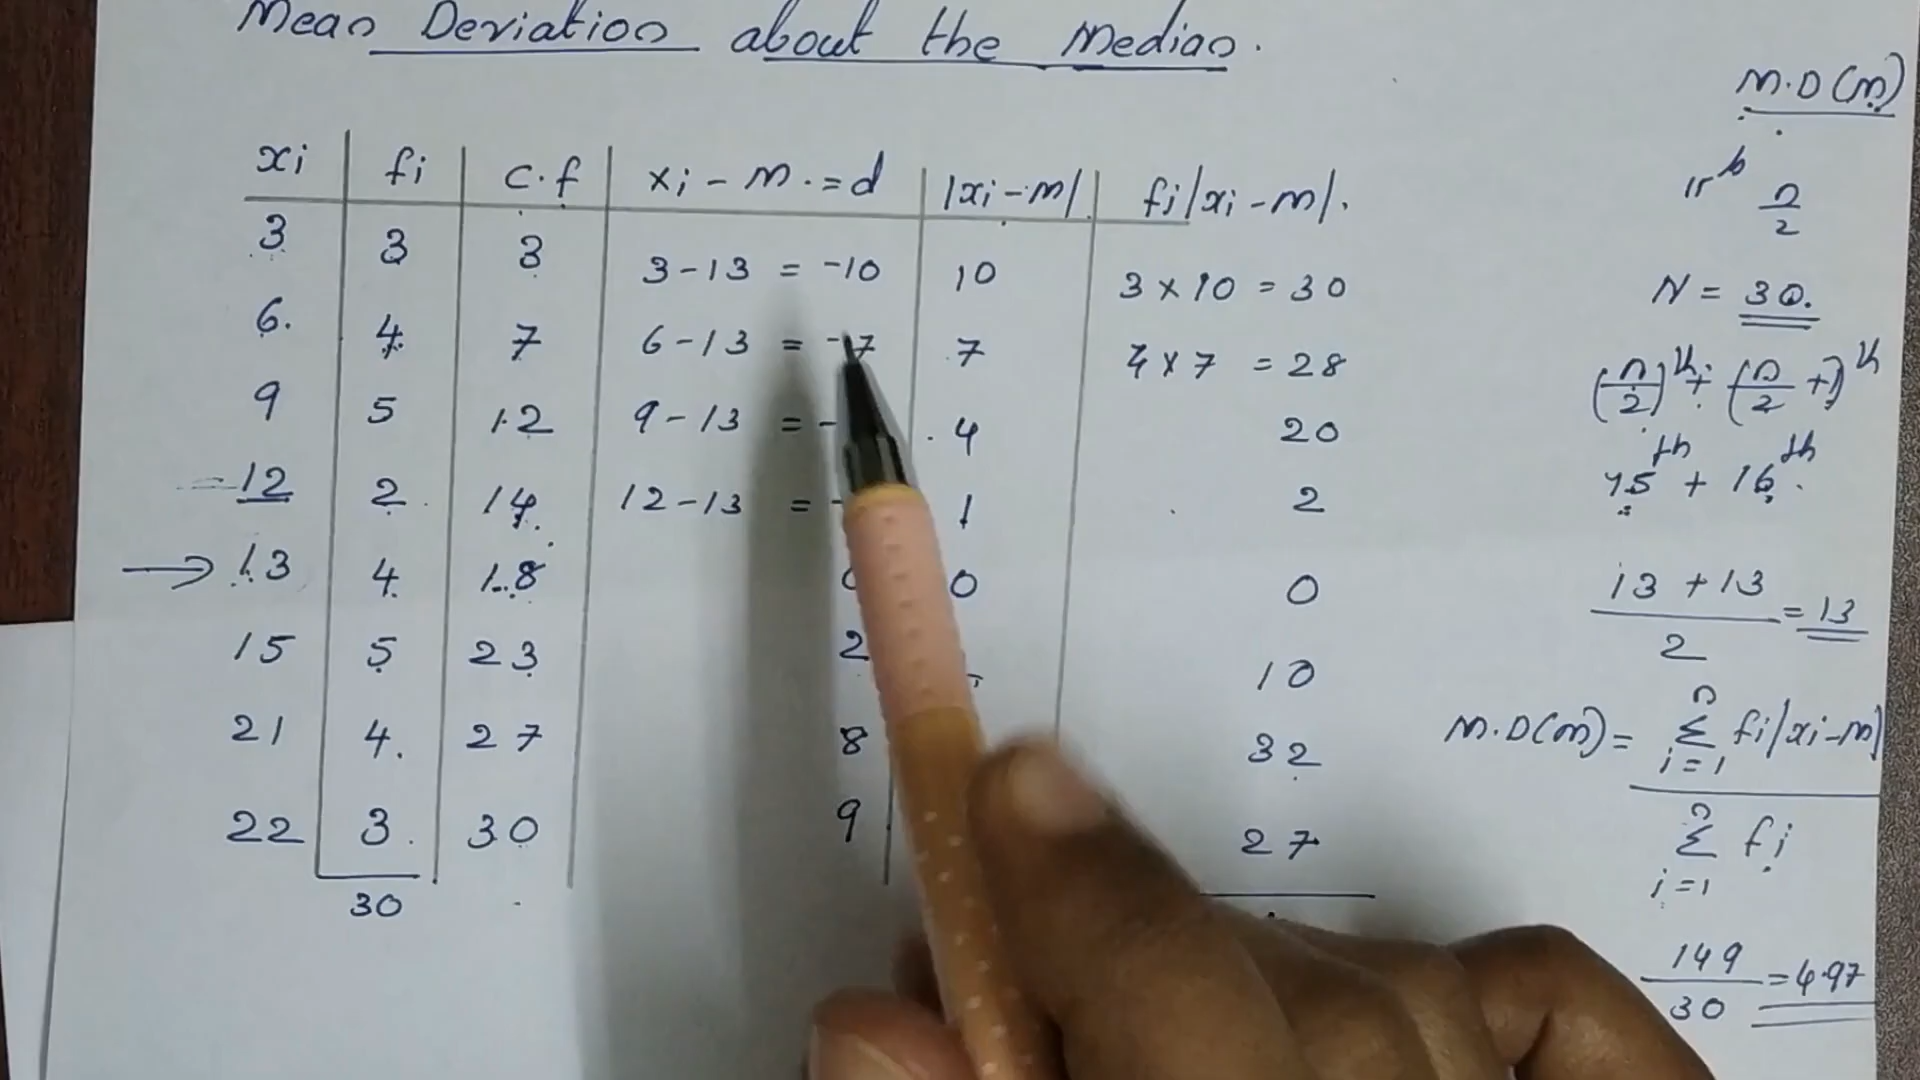 Mean Deviation about the Median.
xi fi c.f xi - m. = d |xi - m| fi|xi - m|.
3 3 3 3 - 13 = -10 10 3 x 10 = 30
6. 4 7 6 - 13 = -7 7 4 x 7 = 28
9 5 12 9 - 13 = - 4 20
12 2 14 12 - 13 = - 1 2
→ 13 4 18 0 0
15 5 23 2 10
21 4. 27 8 32
22 3. 30 9 27
30
M.D(m)
n/2
N = 30.
(n/2)th + (n/2 + 1)th
15th + 16th
13 + 13 / 2 = 13
M.D(m) = n Σ i=1 fi|xi-m|
n Σ i=1 fi
149 / 30 = 4.97